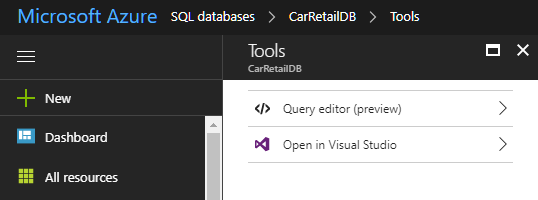 Microsoft Azure SQL databases > CarRetailDB > Tools
Tools
CarRetailDB
New
Query editor (preview)
Dashboard
Open in Visual Studio
All resources